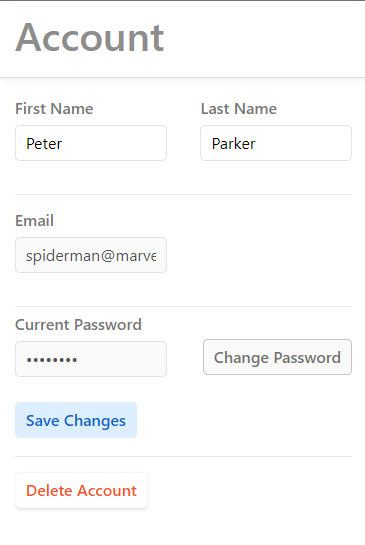 Account
First Name
Last Name
Peter
Parker
Email
spiderman@marve
Current Password
••••••••
Change Password
Save Changes
Delete Account